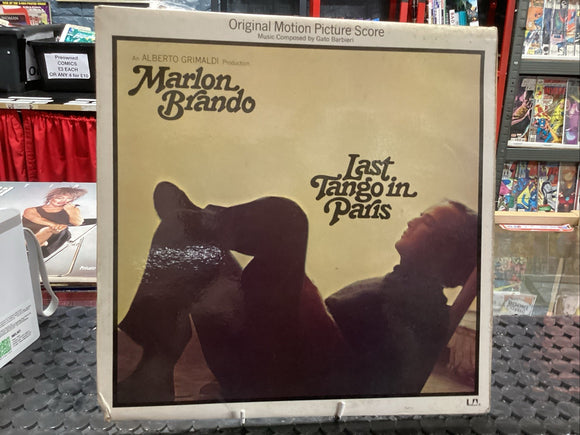 Original Motion Picture Score
Music Composed by Gato Barbieri
An ALBERTO GRIMALDI Production
Marlon
Brando
Last
Tango in
Paris
UA
Preowned
COMICS
£3 EACH
OR ANY 4 for £10